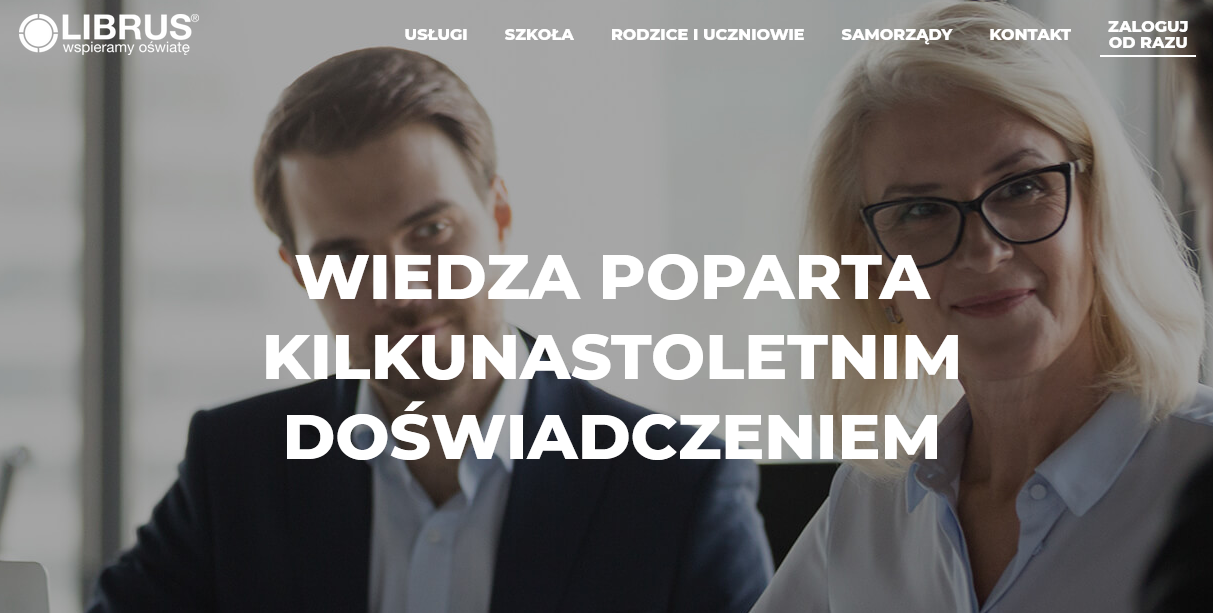 LIBRUS®
wspieramy oświatę
USŁUGI SZKOŁA RODZICE I UCZNIOWIE SAMORZĄDY KONTAKT
ZALOGUJ
OD RAZU
WIEDZA POPARTA
KILKUNASTOLETNIM
DOŚWIADCZENIEM